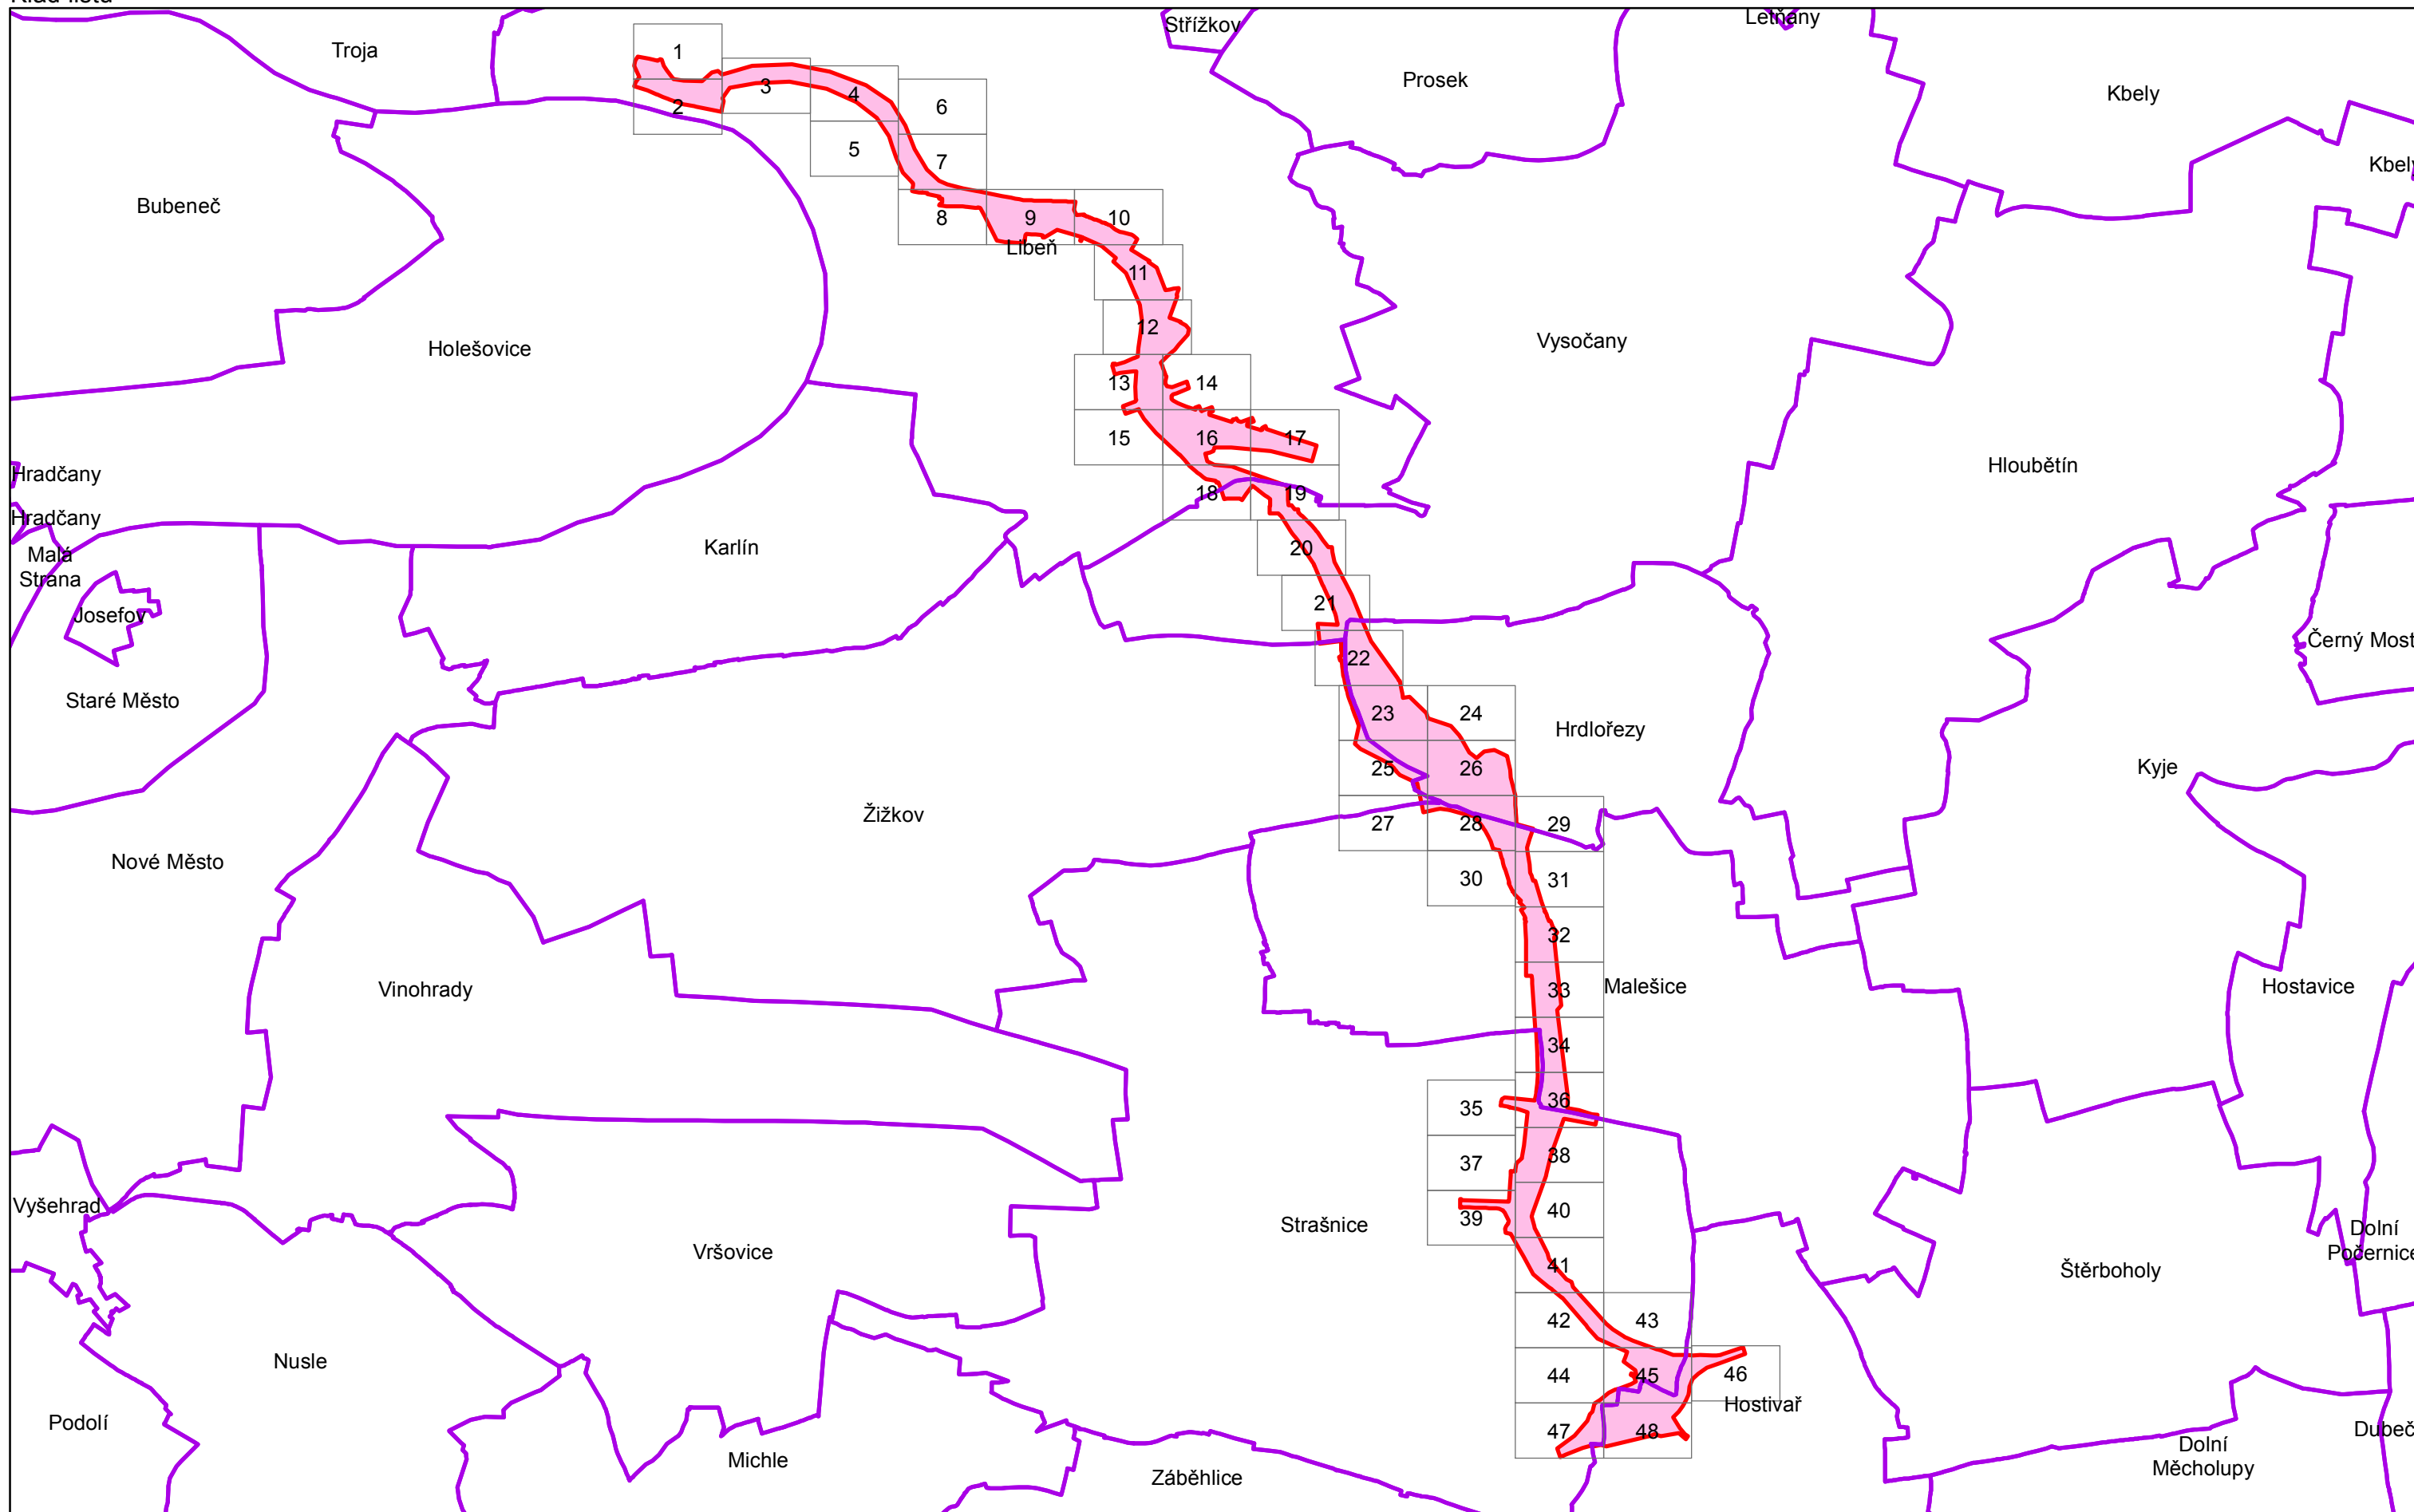 Střížkov
Letňany
Troja
1
Prosek
3
4
Kbely
2
6
5
7
Kbely
Bubeneč
8
9
10
Libeň
11
12
Vysočany
Holešovice
13
14
15
16
17
Hloubětín
Hradčany
18
19
Hradčany
Karlín
20
Malá
Strana
21
Josefov
Černý Most
22
Staré Město
23
24
Hrdlořezy
25
26
Kyje
Žižkov
27
28
29
Nové Město
30
31
32
Vinohrady
33
Malešice
Hostavice
34
36
35
38
37
Vyšehrad
40
39
Strašnice
Dolní
Počernice
Vršovice
41
Štěrboholy
42
43
Nusle
44
45
46
Hostivař
Podolí
47
48
Dubeč
Dolní
Měcholupy
Michle
Záběhlice